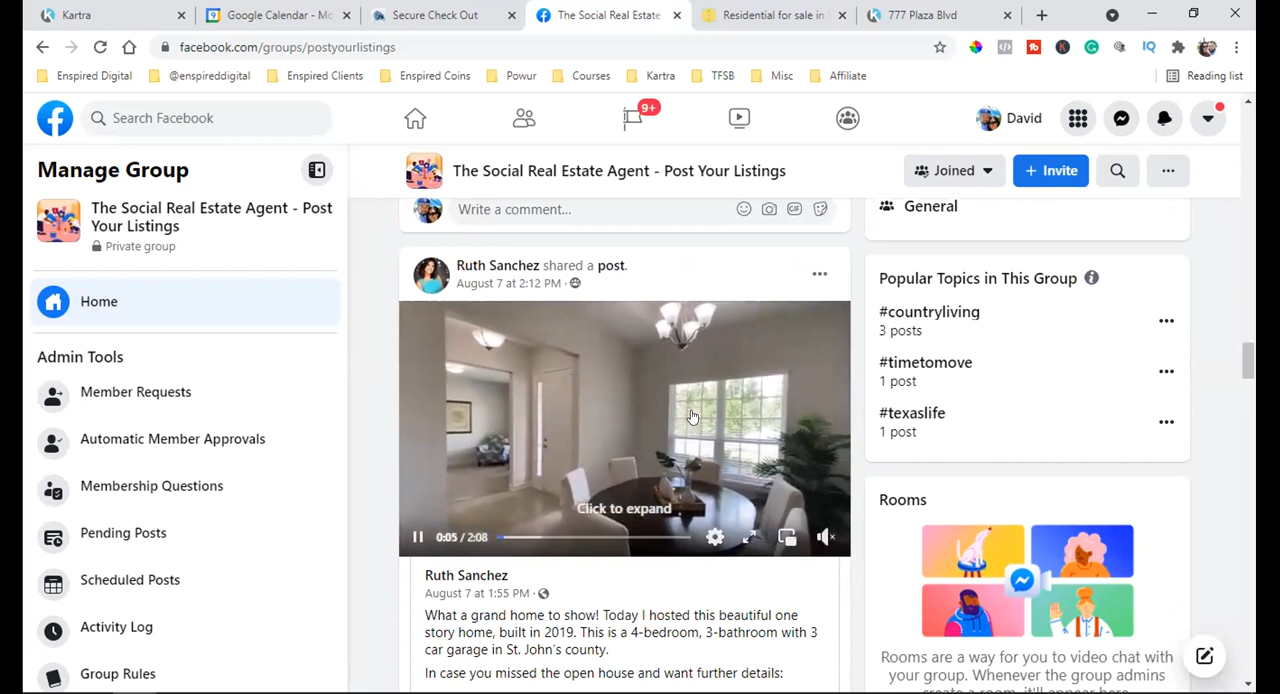 Kartra
Google Calendar - Mo
Secure Check Out
The Social Real Estate
Residential for sale in
777 Plaza Blvd
facebook.com/groups/postyourlistings
Enspired Digital
@enspireddigital
Enspired Clients
Enspired Coins
Powur
Courses
Kartra
TFSB
Misc
Affiliate
Reading list
Search Facebook
9+
David
Manage Group
The Social Real Estate Agent - Post Your Listings
Joined
+ Invite
The Social Real Estate Agent - Post
Your Listings
Private group
Home
Admin Tools
Member Requests
Automatic Member Approvals
Membership Questions
Pending Posts
Scheduled Posts
Activity Log
Group Rules
Write a comment...
GIF
Ruth Sanchez shared a post.
August 7 at 2:12 PM ·
Click to expand
0:05 / 2:08
Ruth Sanchez
August 7 at 1:55 PM ·
What a grand home to show! Today I hosted this beautiful one
story home, built in 2019. This is a 4-bedroom, 3-bathroom with 3
car garage in St. John's county.
In case you missed the open house and want further details:
General
Popular Topics in This Group
#countryliving
3 posts
#timetomove
1 post
#texaslife
1 post
Rooms
Rooms are a way for you to video chat with
your group. Whenever the group admins
create a room, it'll appear here